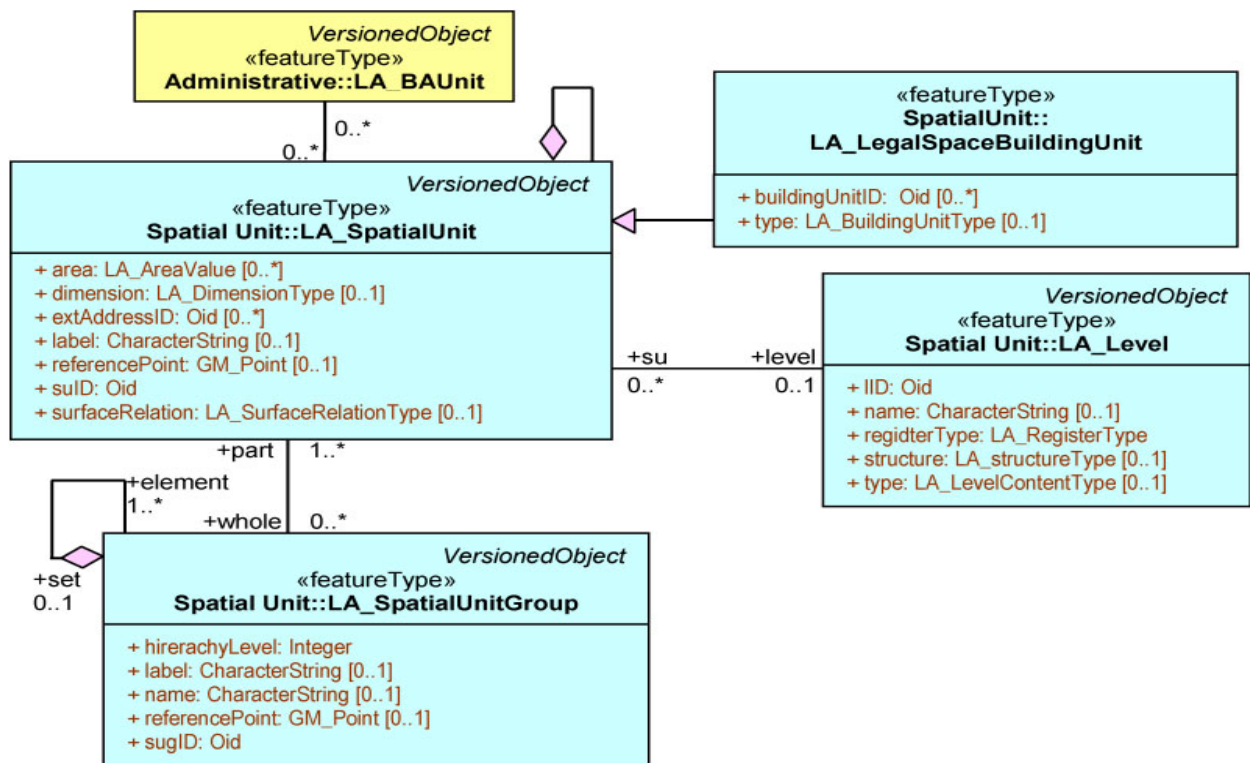 VersionedObject
«featureType»
Administrative::LA_BAUnit
0..*
0..*
«featureType»
SpatialUnit::
LA_LegalSpaceBuildingUnit
+ buildingUnitID: Oid [0..*]
+ type: LA_BuildingUnitType [0..1]
VersionedObject
«featureType»
Spatial Unit::LA_SpatialUnit
+ area: LA_AreaValue [0..*]
+ dimension: LA_DimensionType [0..1]
+ extAddressID: Oid [0..*]
+ label: CharacterString [0..1]
+ referencePoint: GM_Point [0..1]
+ suID: Oid
+ surfaceRelation: LA_SurfaceRelationType [0..1]
+su
0..*
+level
0..1
VersionedObject
«featureType»
Spatial Unit::LA_Level
+ lID: Oid
+ name: CharacterString [0..1]
+ regidterType: LA_RegisterType
+ structure: LA_structureType [0..1]
+ type: LA_LevelContentType [0..1]
+part
1..*
+element
1..*
+whole
0..*
+set
0..1
VersionedObject
«featureType»
Spatial Unit::LA_SpatialUnitGroup
+ hirerachyLevel: Integer
+ label: CharacterString [0..1]
+ name: CharacterString [0..1]
+ referencePoint: GM_Point [0..1]
+ sugID: Oid